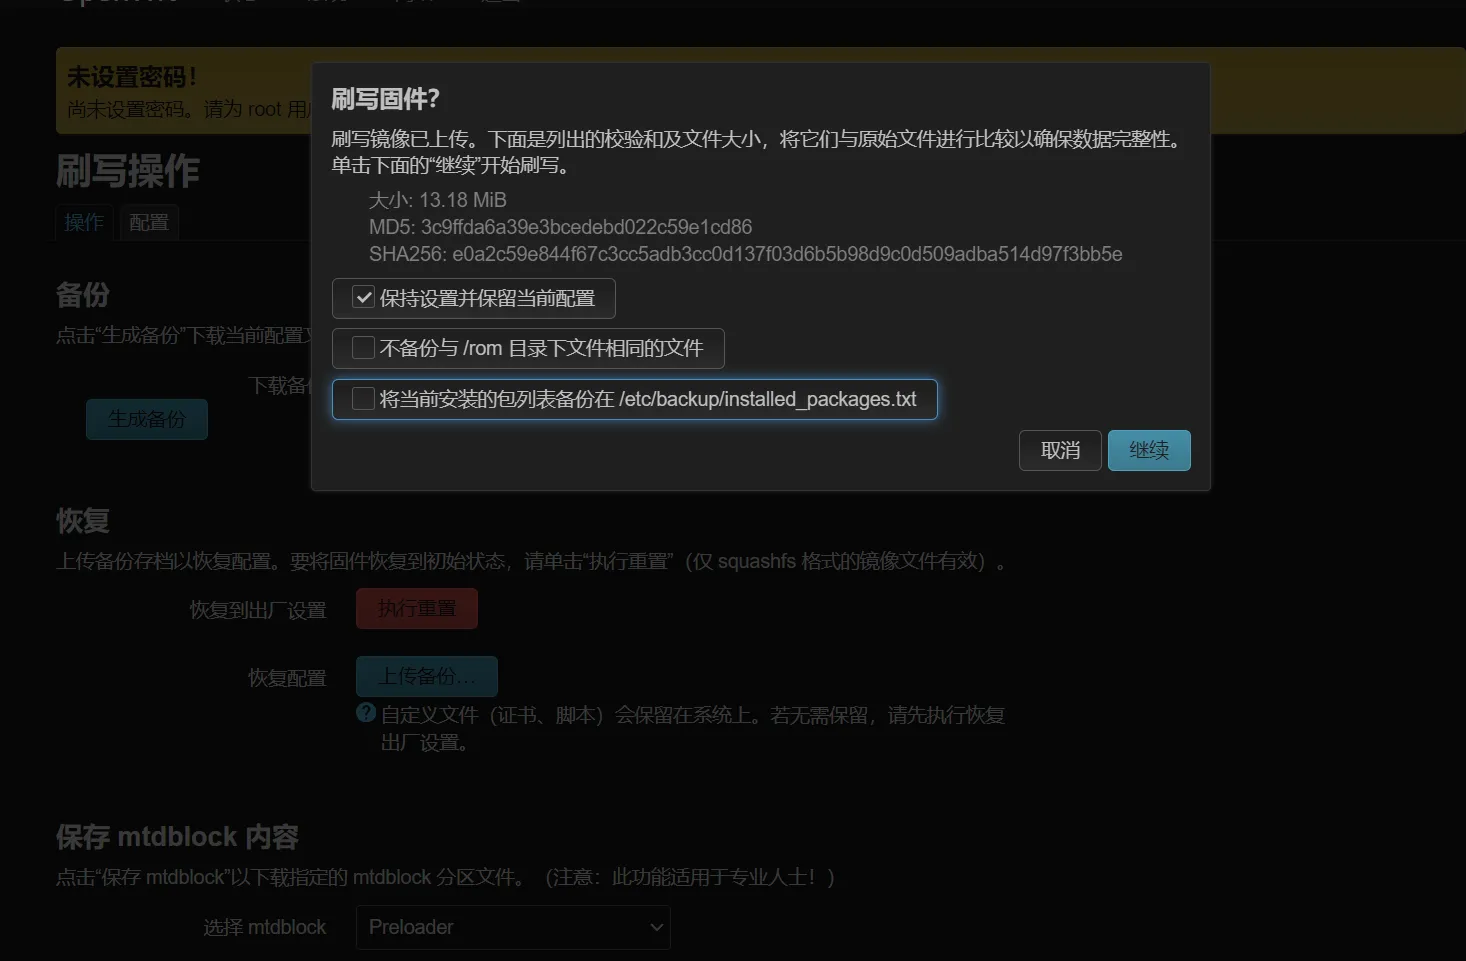 未设置密码！
尚未设置密码。请为 root 用
刷写操作
操作
配置
备份
点击“生成备份”下载当前配置
下载备
生成备份
刷写固件?
刷写镜像已上传。下面是列出的校验和及文件大小，将它们与原始文件进行比较以确保数据完整性。
单击下面的“继续”开始刷写。
大小: 13.18 MiB
MD5: 3c9ffda6a39e3bcedebd022c59e1cd86
SHA256: e0a2c59e844f67c3cc5adb3cc0d137f03d6b5b98d9c0d509adba514d97f3bb5e
保持设置并保留当前配置
不备份与 /rom 目录下文件相同的文件
将当前安装的包列表备份在 /etc/backup/installed_packages.txt
取消
继续
恢复
上传备份存档以恢复配置。要将固件恢复到初始状态，请单击“执行重置”（仅 squashfs 格式的镜像文件有效）。
恢复到出厂设置
执行重置
恢复配置
上传备份...
自定义文件（证书、脚本）会保留在系统上。若无需保留，请先执行恢复
出厂设置。
保存 mtdblock 内容
点击“保存 mtdblock”以下载指定的 mtdblock 分区文件。（注意：此功能适用于专业人士！）
选择 mtdblock
Preloader